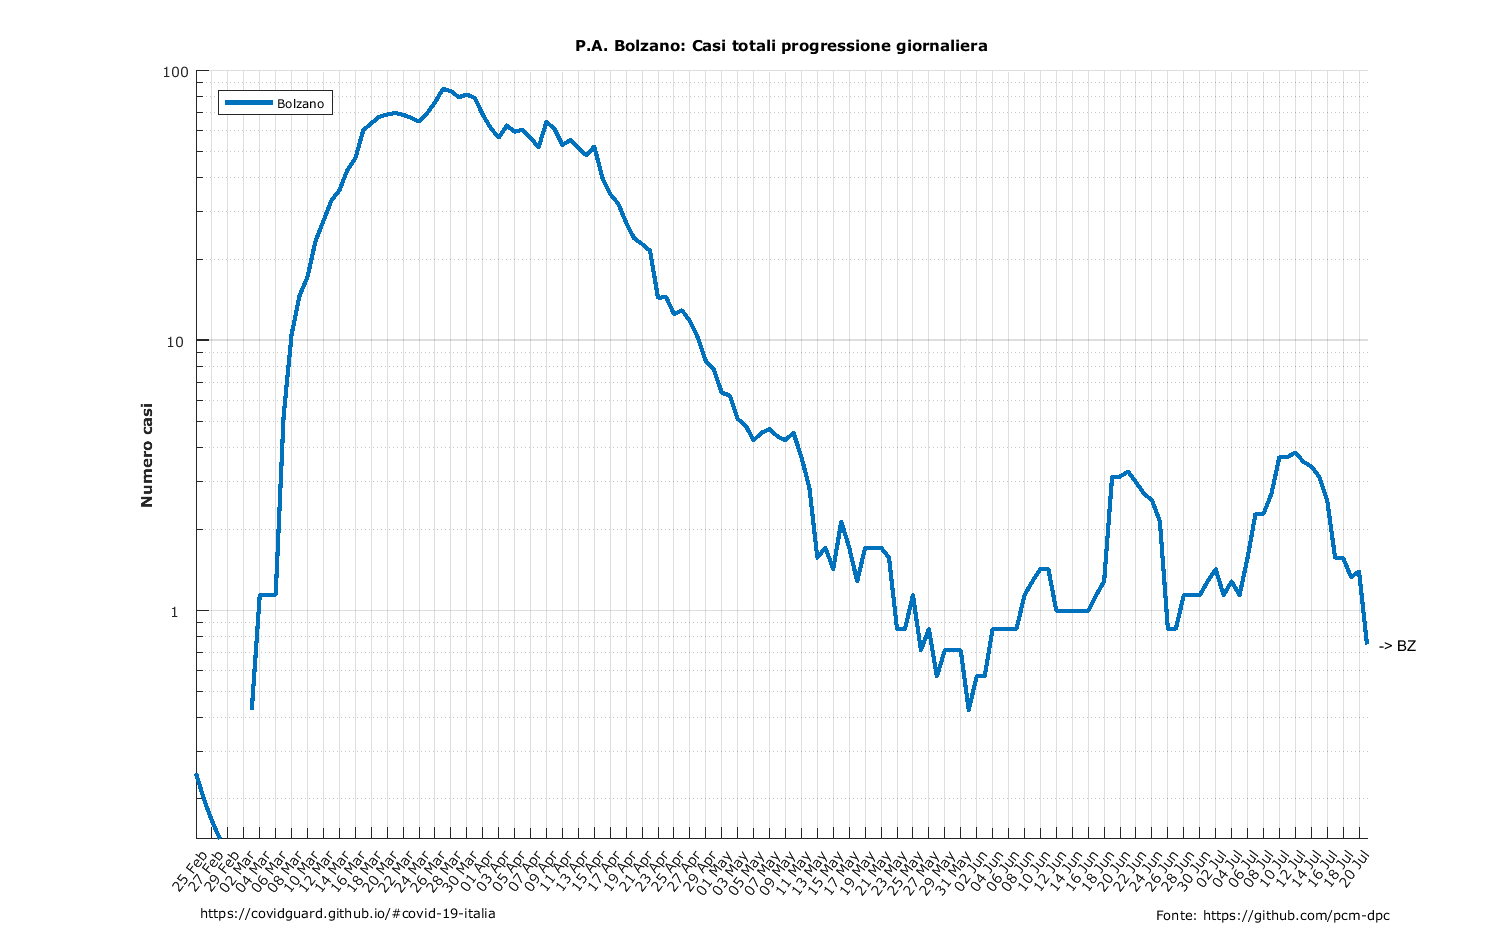 P.A. Bolzano: Casi totali progressione giornaliera
100
Bolzano
10
Numero casi
1
-> BZ
25 Feb
27 Feb
29 Feb
02 Mar
04 Mar
06 Mar
08 Mar
10 Mar
12 Mar
14 Mar
16 Mar
18 Mar
20 Mar
22 Mar
24 Mar
26 Mar
28 Mar
30 Mar
01 Apr
03 Apr
05 Apr
07 Apr
09 Apr
11 Apr
13 Apr
15 Apr
17 Apr
19 Apr
21 Apr
23 Apr
25 Apr
27 Apr
29 Apr
01 May
03 May
05 May
07 May
09 May
11 May
13 May
15 May
17 May
19 May
21 May
23 May
25 May
27 May
29 May
31 May
02 Jun
04 Jun
06 Jun
08 Jun
10 Jun
12 Jun
14 Jun
16 Jun
18 Jun
20 Jun
22 Jun
24 Jun
26 Jun
28 Jun
30 Jun
02 Jul
04 Jul
06 Jul
08 Jul
10 Jul
12 Jul
14 Jul
16 Jul
18 Jul
20 Jul
https://covidguard.github.io/#covid-19-italia
Fonte: https://github.com/pcm-dpc